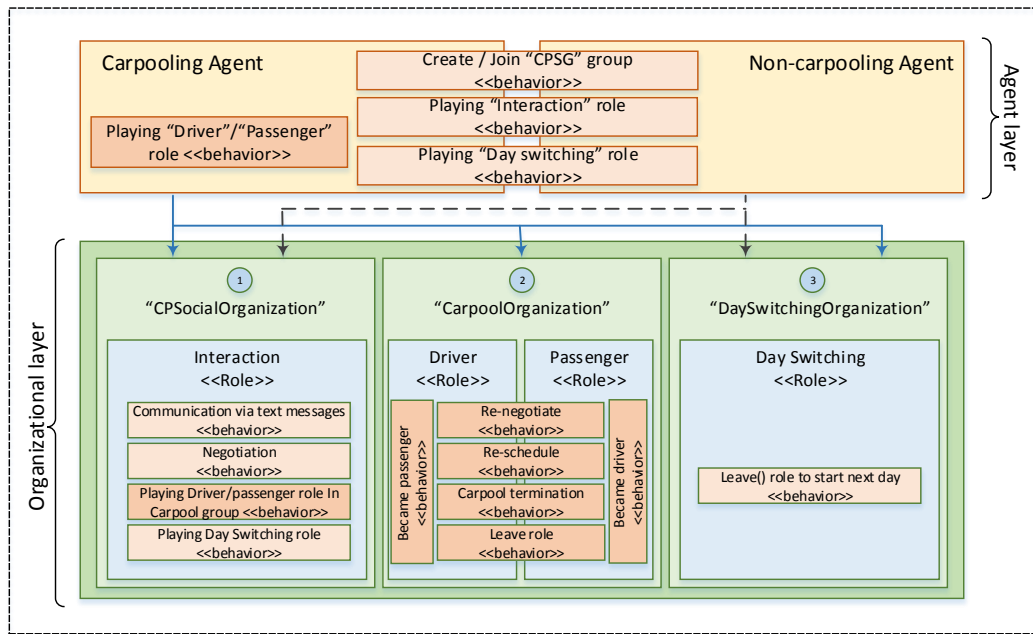 Carpooling Agent
Non-carpooling Agent
Create / Join “CPSG” group
<<behavior>>
Playing “Interaction” role
<<behavior>>
Playing “Driver”/“Passenger”
role <<behavior>>
Playing “Day switching” role
<<behavior>>
Agent layer
Organizational layer
1
“CPSocialOrganization”
Interaction
<<Role>>
Communication via text messages
<<behavior>>
Negotiation
<<behavior>>
Playing Driver/passenger role In
Carpool group <<behavior>>
Playing Day Switching role
<<behavior>>
2
“CarpoolOrganization”
Driver
<<Role>>
Passenger
<<Role>>
Became passenger
<<behavior>>
Re-negotiate
<<behavior>>
Re-schedule
<<behavior>>
Carpool termination
<<behavior>>
Leave role
<<behavior>>
Became driver
<<behavior>>
3
“DaySwitchingOrganization”
Day Switching
<<Role>>
Leave() role to start next day
<<behavior>>